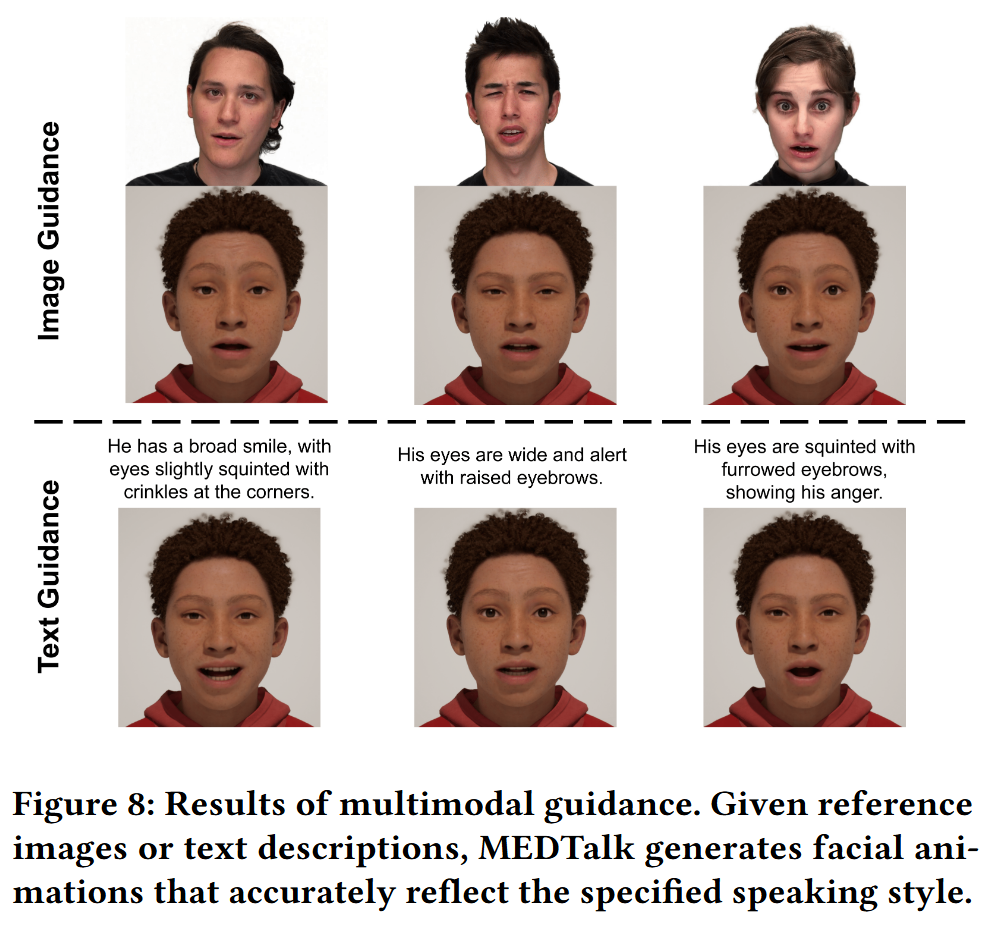 Image Guidance
He has a broad smile, with
eyes slightly squinted with
crinkles at the corners.
His eyes are wide and alert
with raised eyebrows.
His eyes are squinted with
furrowed eyebrows,
showing his anger.
Text Guidance
Figure 8: Results of multimodal guidance. Given reference
images or text descriptions, MEDTalk generates facial ani-
mations that accurately reflect the specified speaking style.